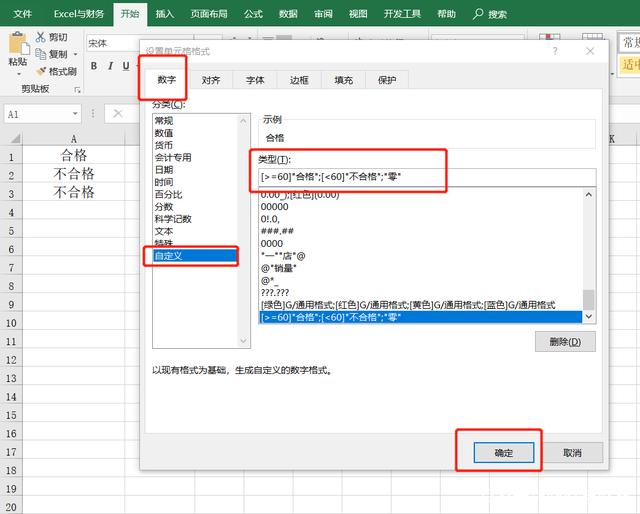 文件 Excel与财务 开始 插入 页面布局 公式 数据 审阅 视图 开发工具 帮助 搜索
剪切
复制
格式刷
粘贴
剪贴板
宋体
B I U
常规
设置单元格格式 ? ×
数字 对齐 字体 边框 填充 保护
分类(C):
常规
数值
货币
会计专用
日期
时间
百分比
分数
科学记数
文本
特殊
自定义
示例
合格
类型(T):
[>=60]"合格";[<60]"不合格";"零"
0.00_);[红色](0.00)
00000
0!.0,
###.##
0000
"一""店"@
@"销量"
@*_
???.???
[绿色]G/通用格式;[红色]G/通用格式;[黄色]G/通用格式;[蓝色]G/通用格式
[>=60]"合格";[<60]"不合格";"零"
删除(D)
以现有格式为基础，生成自定义的数字格式。
确定 取消
A1
A K
1 合格
2 不合格
3 不合格
4
5
6
7
8
9
10
11
12
13
14
15
16
17
18
19
20